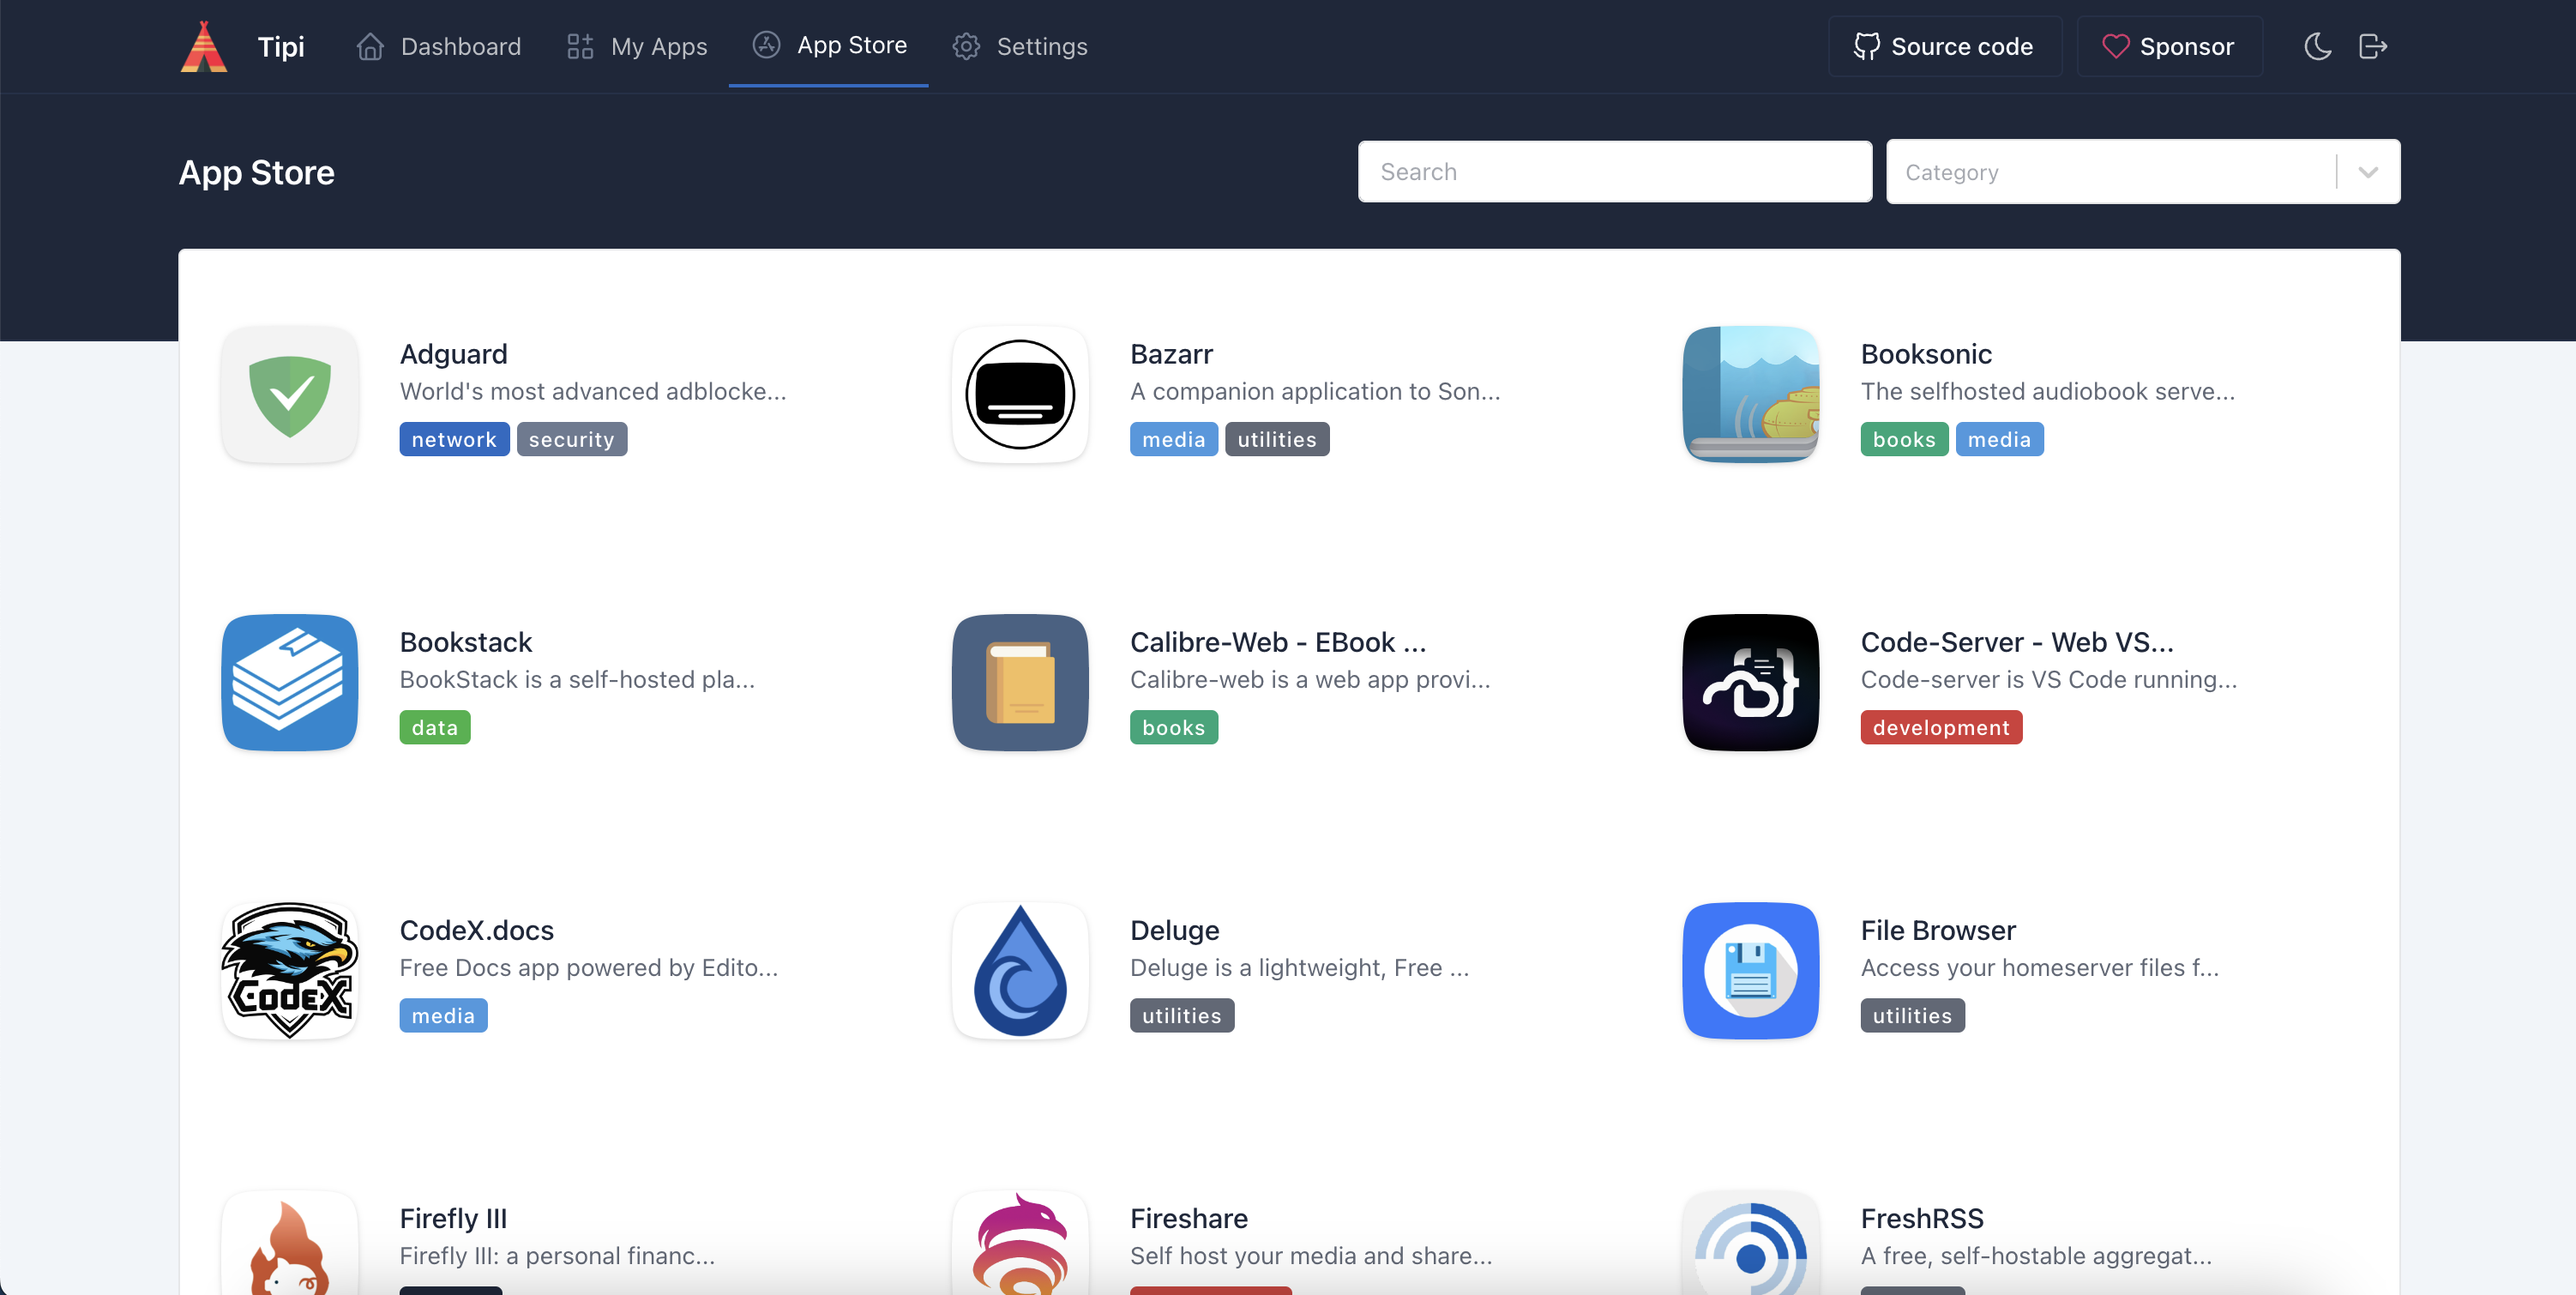 Tipi Dashboard My Apps App Store Settings Source code Sponsor
App Store Search Category
Adguard
World's most advanced adblocke...
network security
Bazarr
A companion application to Son...
media utilities
Booksonic
The selfhosted audiobook serve...
books media
Bookstack
BookStack is a self-hosted pla...
data
Calibre-Web - EBook ...
Calibre-web is a web app provi...
books
Code-Server - Web VS...
Code-server is VS Code running...
development
CODEX
CodeX.docs
Free Docs app powered by Edito...
media
Deluge
Deluge is a lightweight, Free ...
utilities
File Browser
Access your homeserver files f...
utilities
Firefly III
Firefly III: a personal financ...
Fireshare
Self host your media and share...
FreshRSS
A free, self-hostable aggregat...